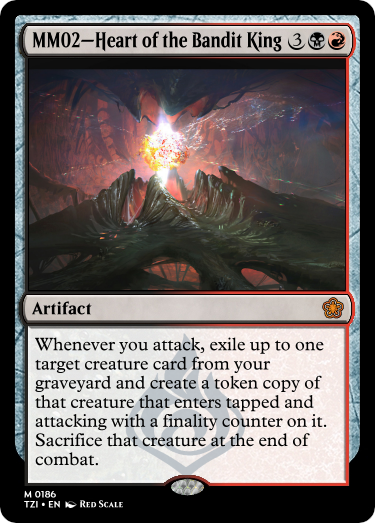 MM02—Heart of the Bandit King 3
Artifact
Whenever you attack, exile up to one
target creature card from your
graveyard and create a token copy of
that creature that enters tapped and
attacking with a finality counter on it.
Sacrifice that creature at the end of
combat.
M 0186
TZI • EN Red Scale